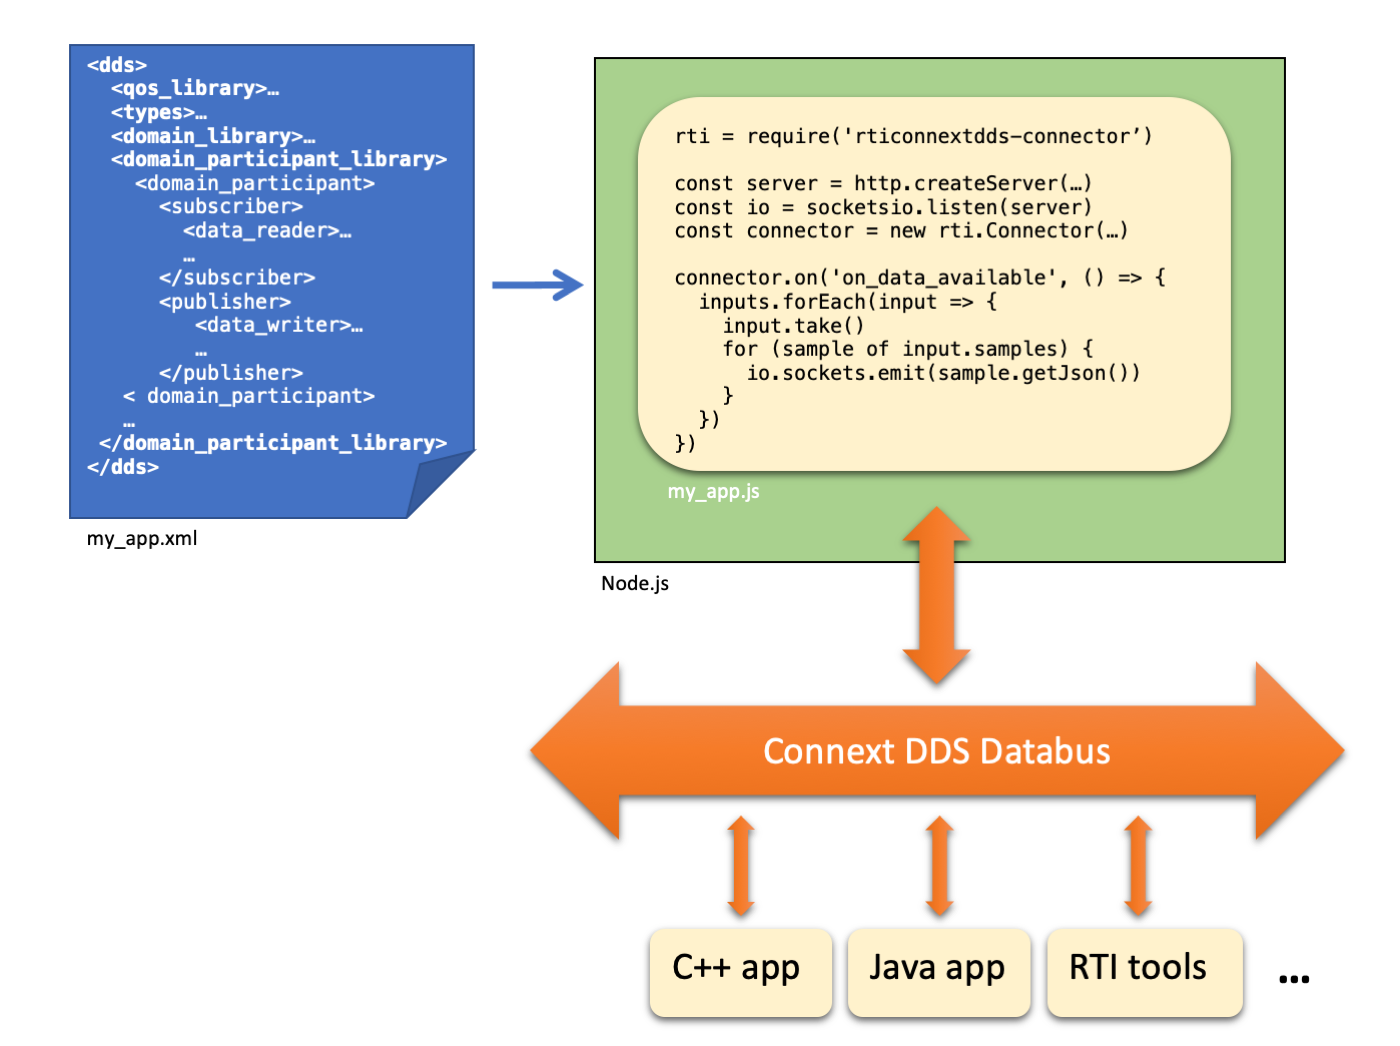 <dds>
<qos_library>…
<types>…
<domain_library>…
<domain_participant_library>
<domain_participant>
<subscriber>
<data_reader>…
…
</subscriber>
<publisher>
<data_writer>…
…
</publisher>
< domain_participant>
…
</domain_participant_library>
</dds>
my_app.xml
rti = require('rticonnextdds-connector’)
const server = http.createServer(…)
const io = socketsio.listen(server)
const connector = new rti.Connector(…)
connector.on('on_data_available', () => {
inputs.forEach(input => {
input.take()
for (sample of input.samples) {
io.sockets.emit(sample.getJson())
}
})
})
my_app.js
Node.js
Connext DDS Databus
C++ app
Java app
RTI tools
…